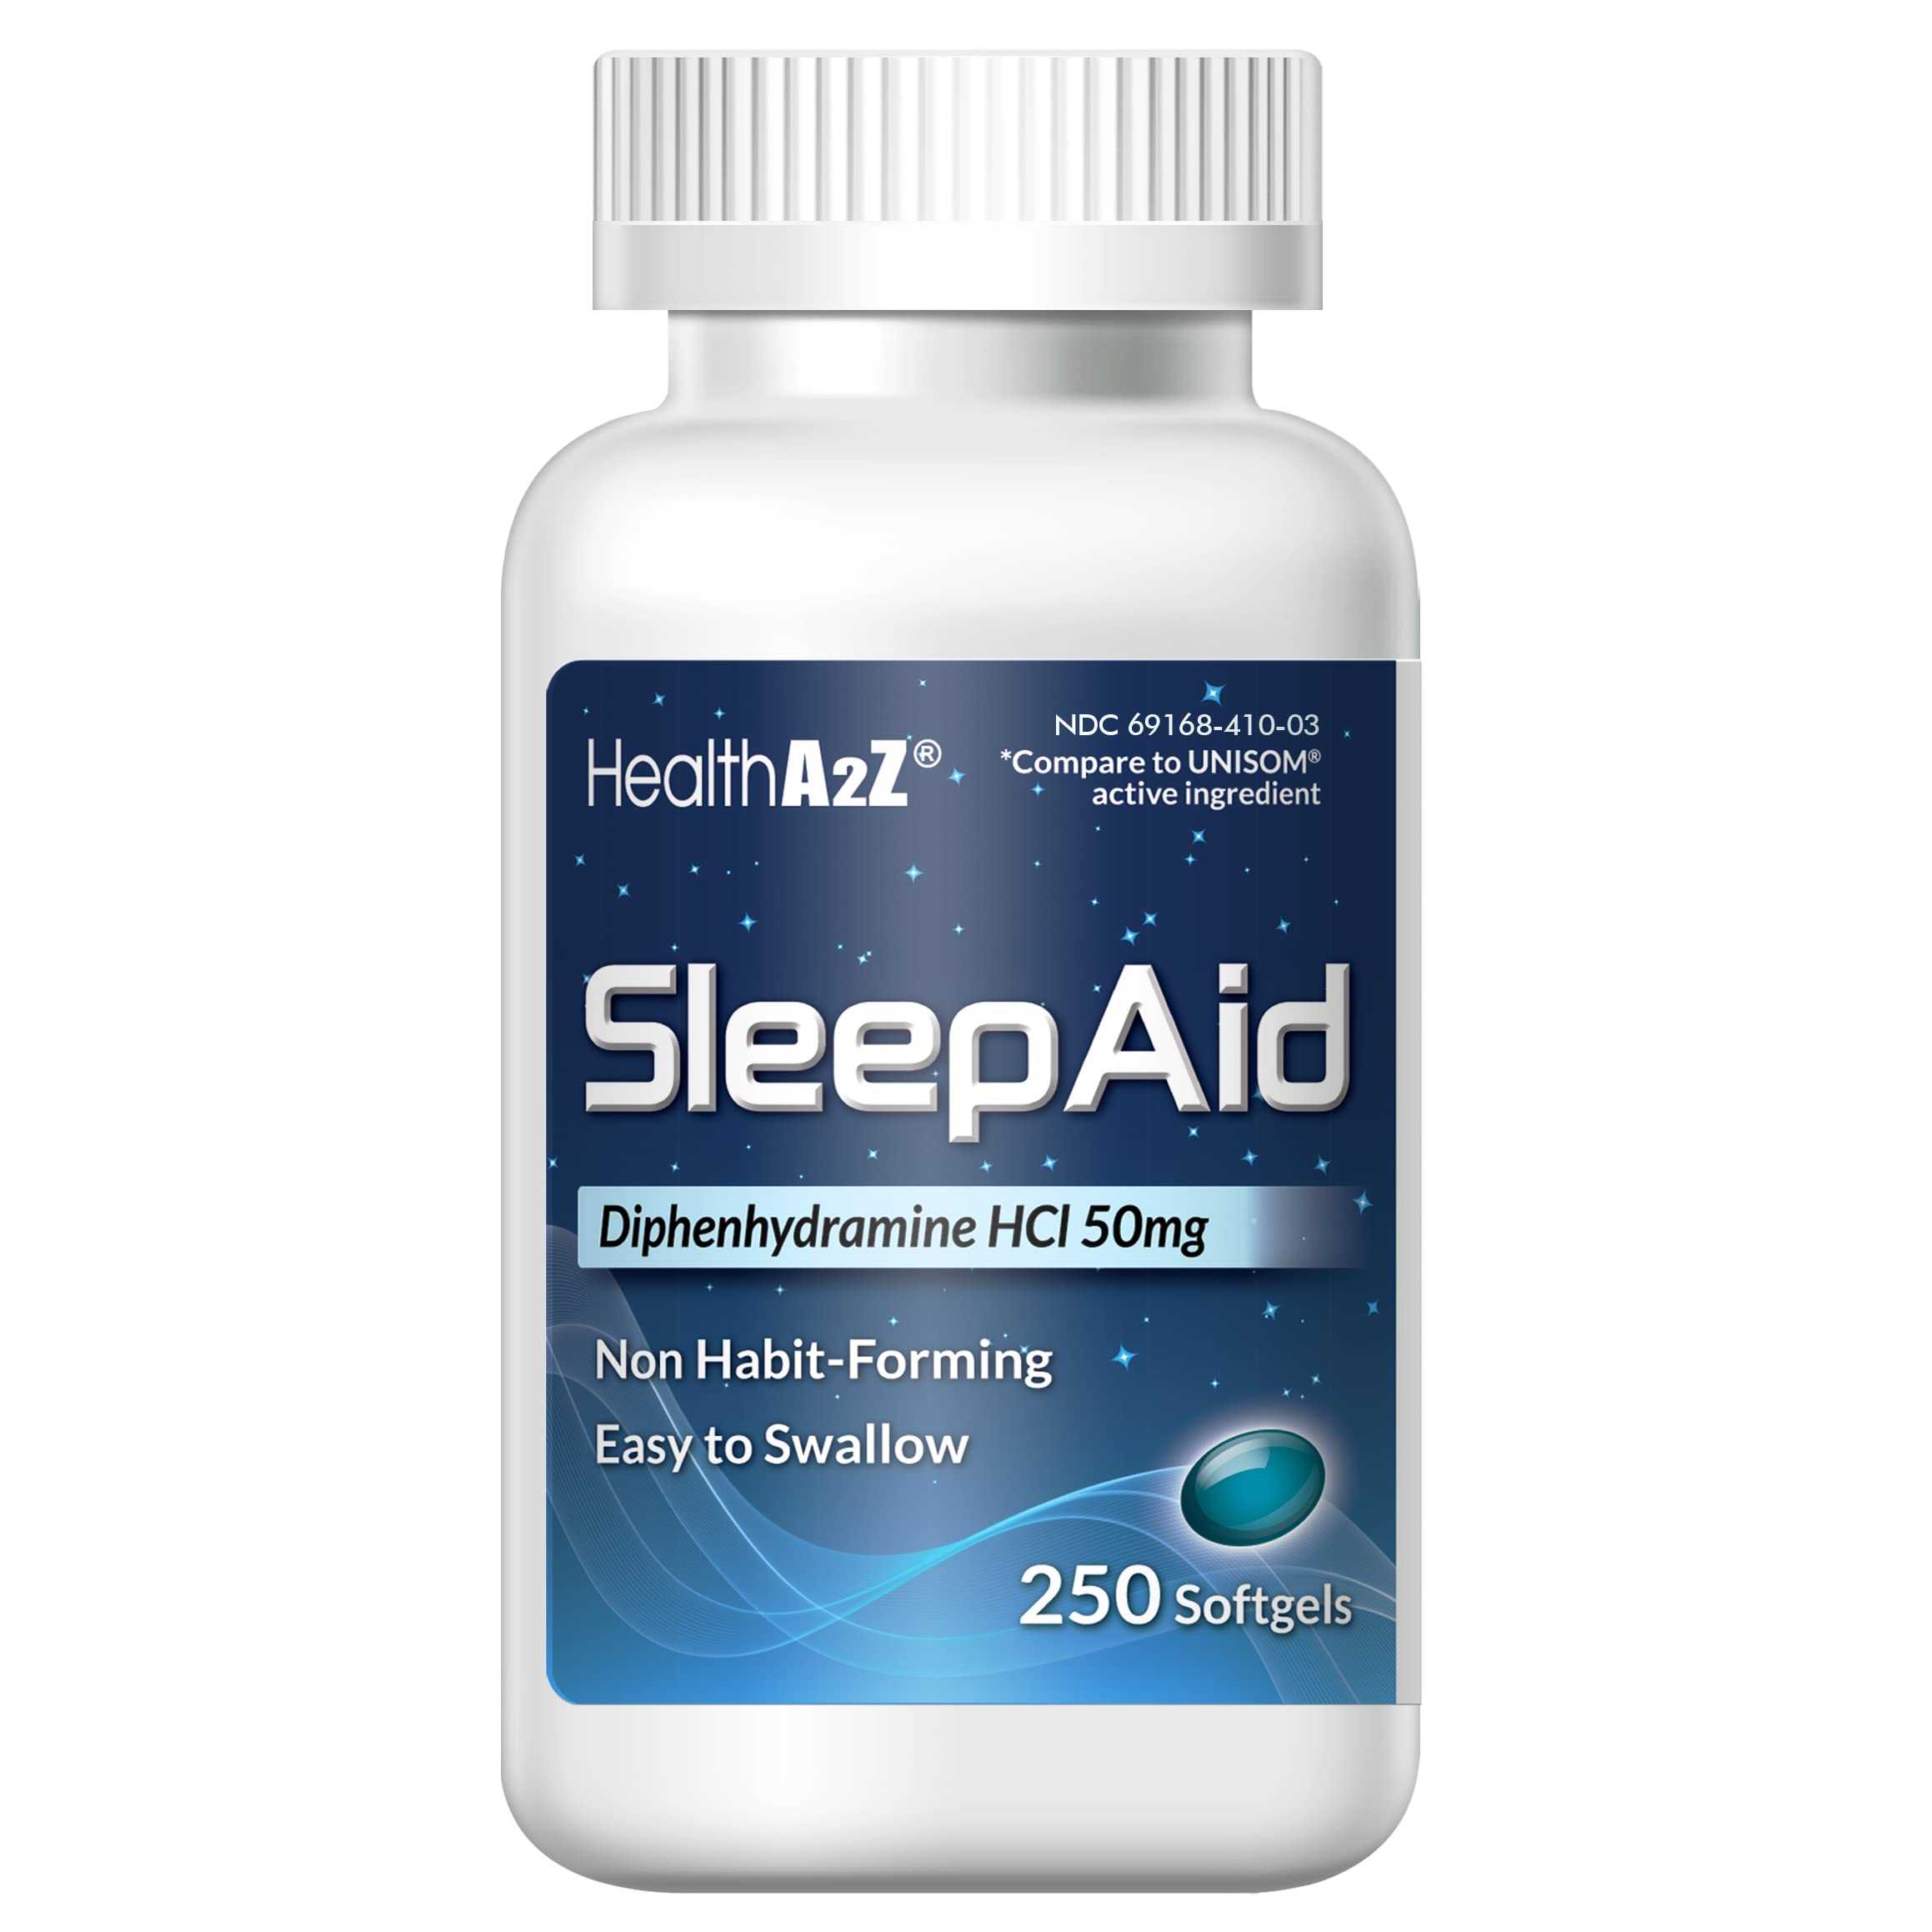 HealthA2Z®
NDC 69168-410-03
*Compare to UNISOM®
active ingredient
SleepAid
Diphenhydramine HCl 50mg
Non Habit-Forming
Easy to Swallow
250 Softgels